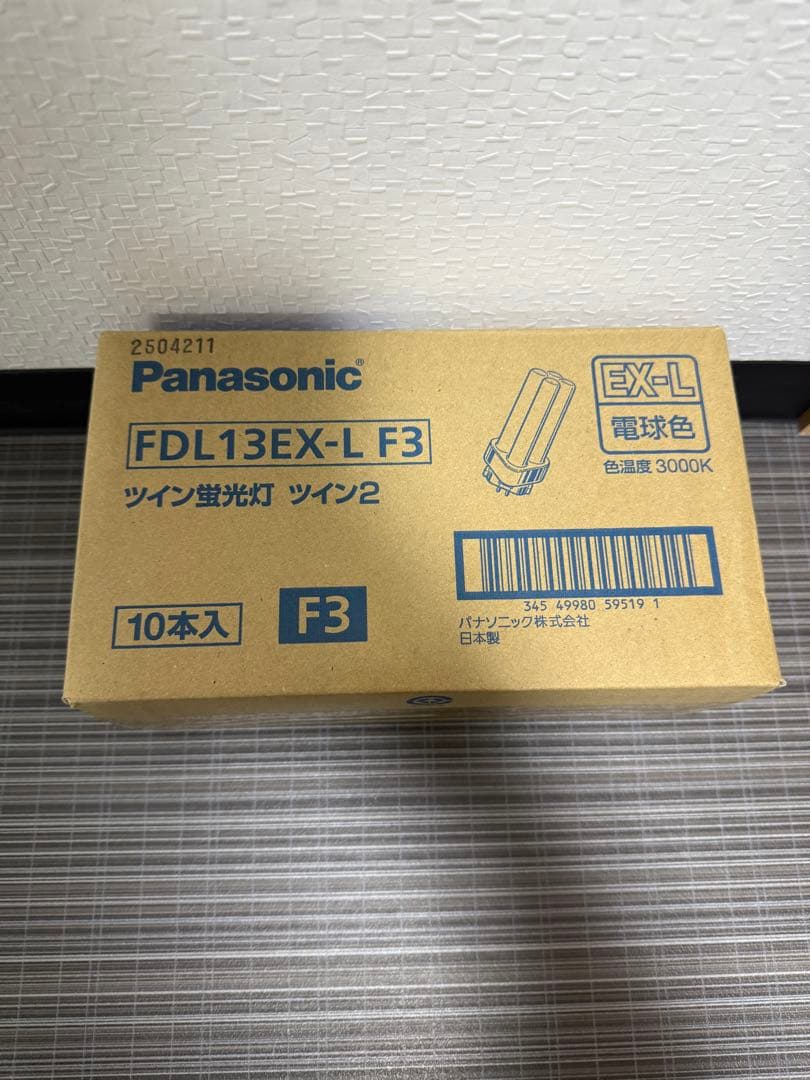 2504211
Panasonic®
FDL13EX-L F3
ツイン蛍光灯 ツイン2
10本入
F3
EX-L
電球色
色温度 3000K
345 49980 59519 1
パナソニック株式会社
日本製